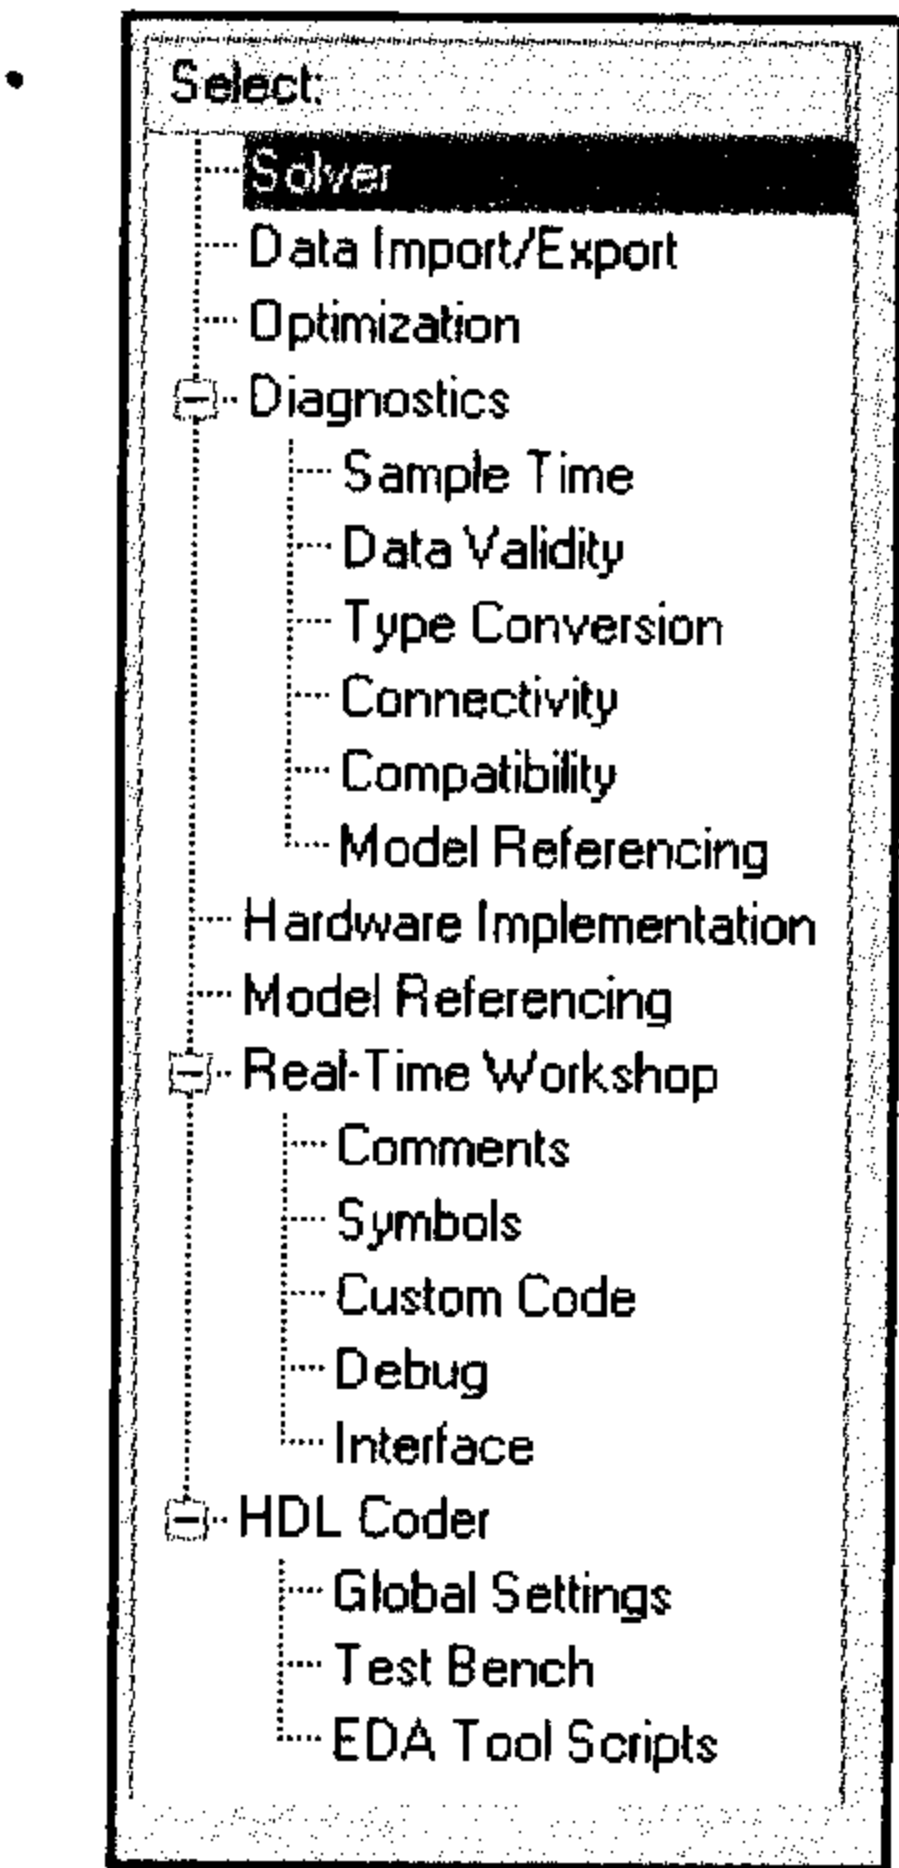 Select:
Solver
Data Import/Export
Optimization
Diagnostics
Sample Time
Data Validity
Type Conversion
Connectivity
Compatibility
Model Referencing
Hardware Implementation
Model Referencing
Real-Time Workshop
Comments
Symbols
Custom Code
Debug
Interface
HDL Coder
Global Settings
Test Bench
EDA Tool Scripts